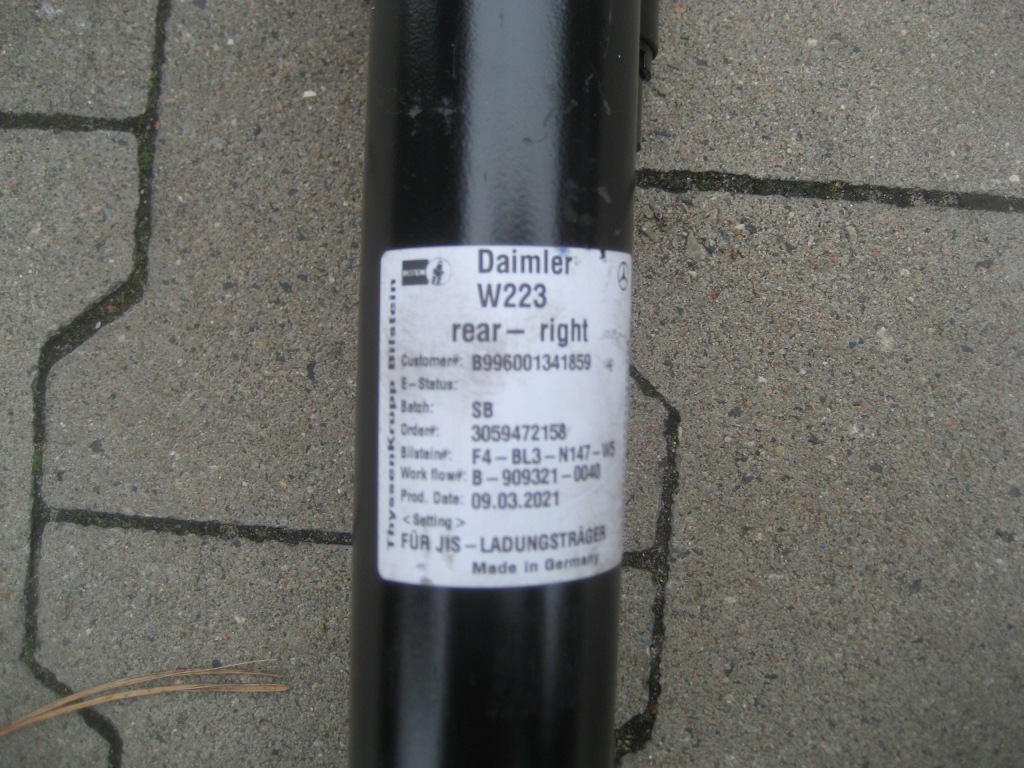 BILSTEIN
Daimler
W223
rear- right
ThyssenKrupp Bilstein
Customer#: B996001341859
E-Status:
Batch: SB
Order#: 3059472158
Bilstein#: F4-BL3-N147-W5
Work flow#: B-909321-0040
Prod. Date: 09.03.2021
<Setting>
FÜR JIS-LADUNGSTRÄGER
Made in Germany